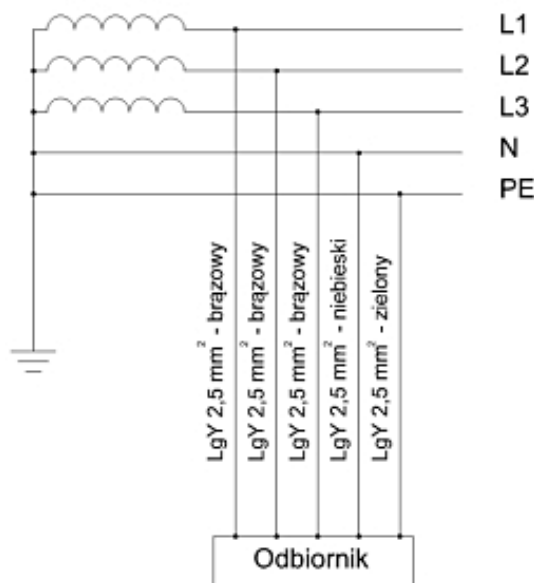 L1
L2
L3
N
PE
LgY 2,5 mm² - brązowy
LgY 2,5 mm² - brązowy
LgY 2,5 mm² - brązowy
LgY 2,5 mm² - niebieski
LgY 2,5 mm² - zielony
Odbiornik